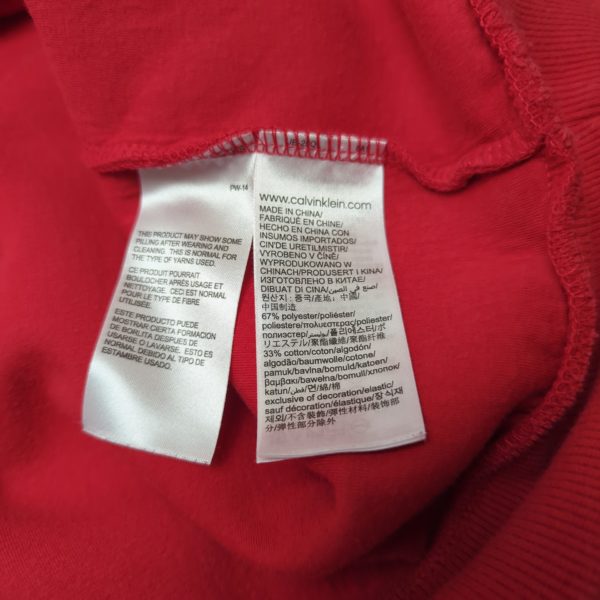 PW-14
THIS PRODUCT MAY SHOW SOME
PILLING AFTER WEARING AND
CLEANING. THIS IS NORMAL FOR
THE TYPE OF YARNS USED.
CE PRODUIT POURRAIT
BOULOCHER APRÈS USAGE ET
NETTOYAGE. CECI EST NORMAL
POUR LE TYPE DE FIBRE
UTILISÉE.
ESTE PRODUCTO PUEDE
MOSTRAR CIERTA FORMACION
DE BORLITA DESPUES DE
USARSE O LAVARSE. ESTO ES
NORMAL DEBIDO AL TIPO DE
ESTAMBRE USADO.
www.calvinklein.com
MADE IN CHINA/
FABRIQUÉ EN CHINE/
HECHO EN CHINA CON
INSUMOS IMPORTADOS/
CIN'DE ÜRETILMISTIR/
VYROBENO V ČÍNĚ/
WYPRODUKOWANO W
CHINACH/PRODUSERT I KINA/
ИЗГОТОВЛЕНО В КИТАЕ/
DIBUAT DI CINA/صنع في الصين/
원산지: 중국/產地: 中國/
中国制造
67% polyester/poliéster/
poliestere/πολυεστερας/poliester/
полиэстер/بوليستر/폴리에스터/ポ
リエステル/聚酯纖維/聚酯纤维
33% cotton/coton/algodón/
algodão/baumwolle/cotone/
pamuk/bavlna/bomull/katoen/
βαμβακι/bawełna/bomuld/хлопок/
katun/قطن/면/綿/棉
exclusive of decoration/elastic/
sauf décoration/élastique/장식재
제외/不含裝飾/彈性材料/装飾部
分/弾性部分除外